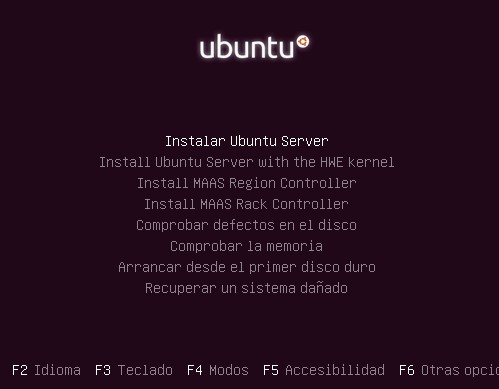 ubuntu
Instalar Ubuntu Server
Install Ubuntu Server with the HWE kernel
Install MAAS Region Controller
Install MAAS Rack Controller
Comprobar defectos en el disco
Comprobar la memoria
Arrancar desde el primer disco duro
Recuperar un sistema dañado
F2 Idioma F3 Teclado F4 Modos F5 Accesibilidad F6 Otras opcio